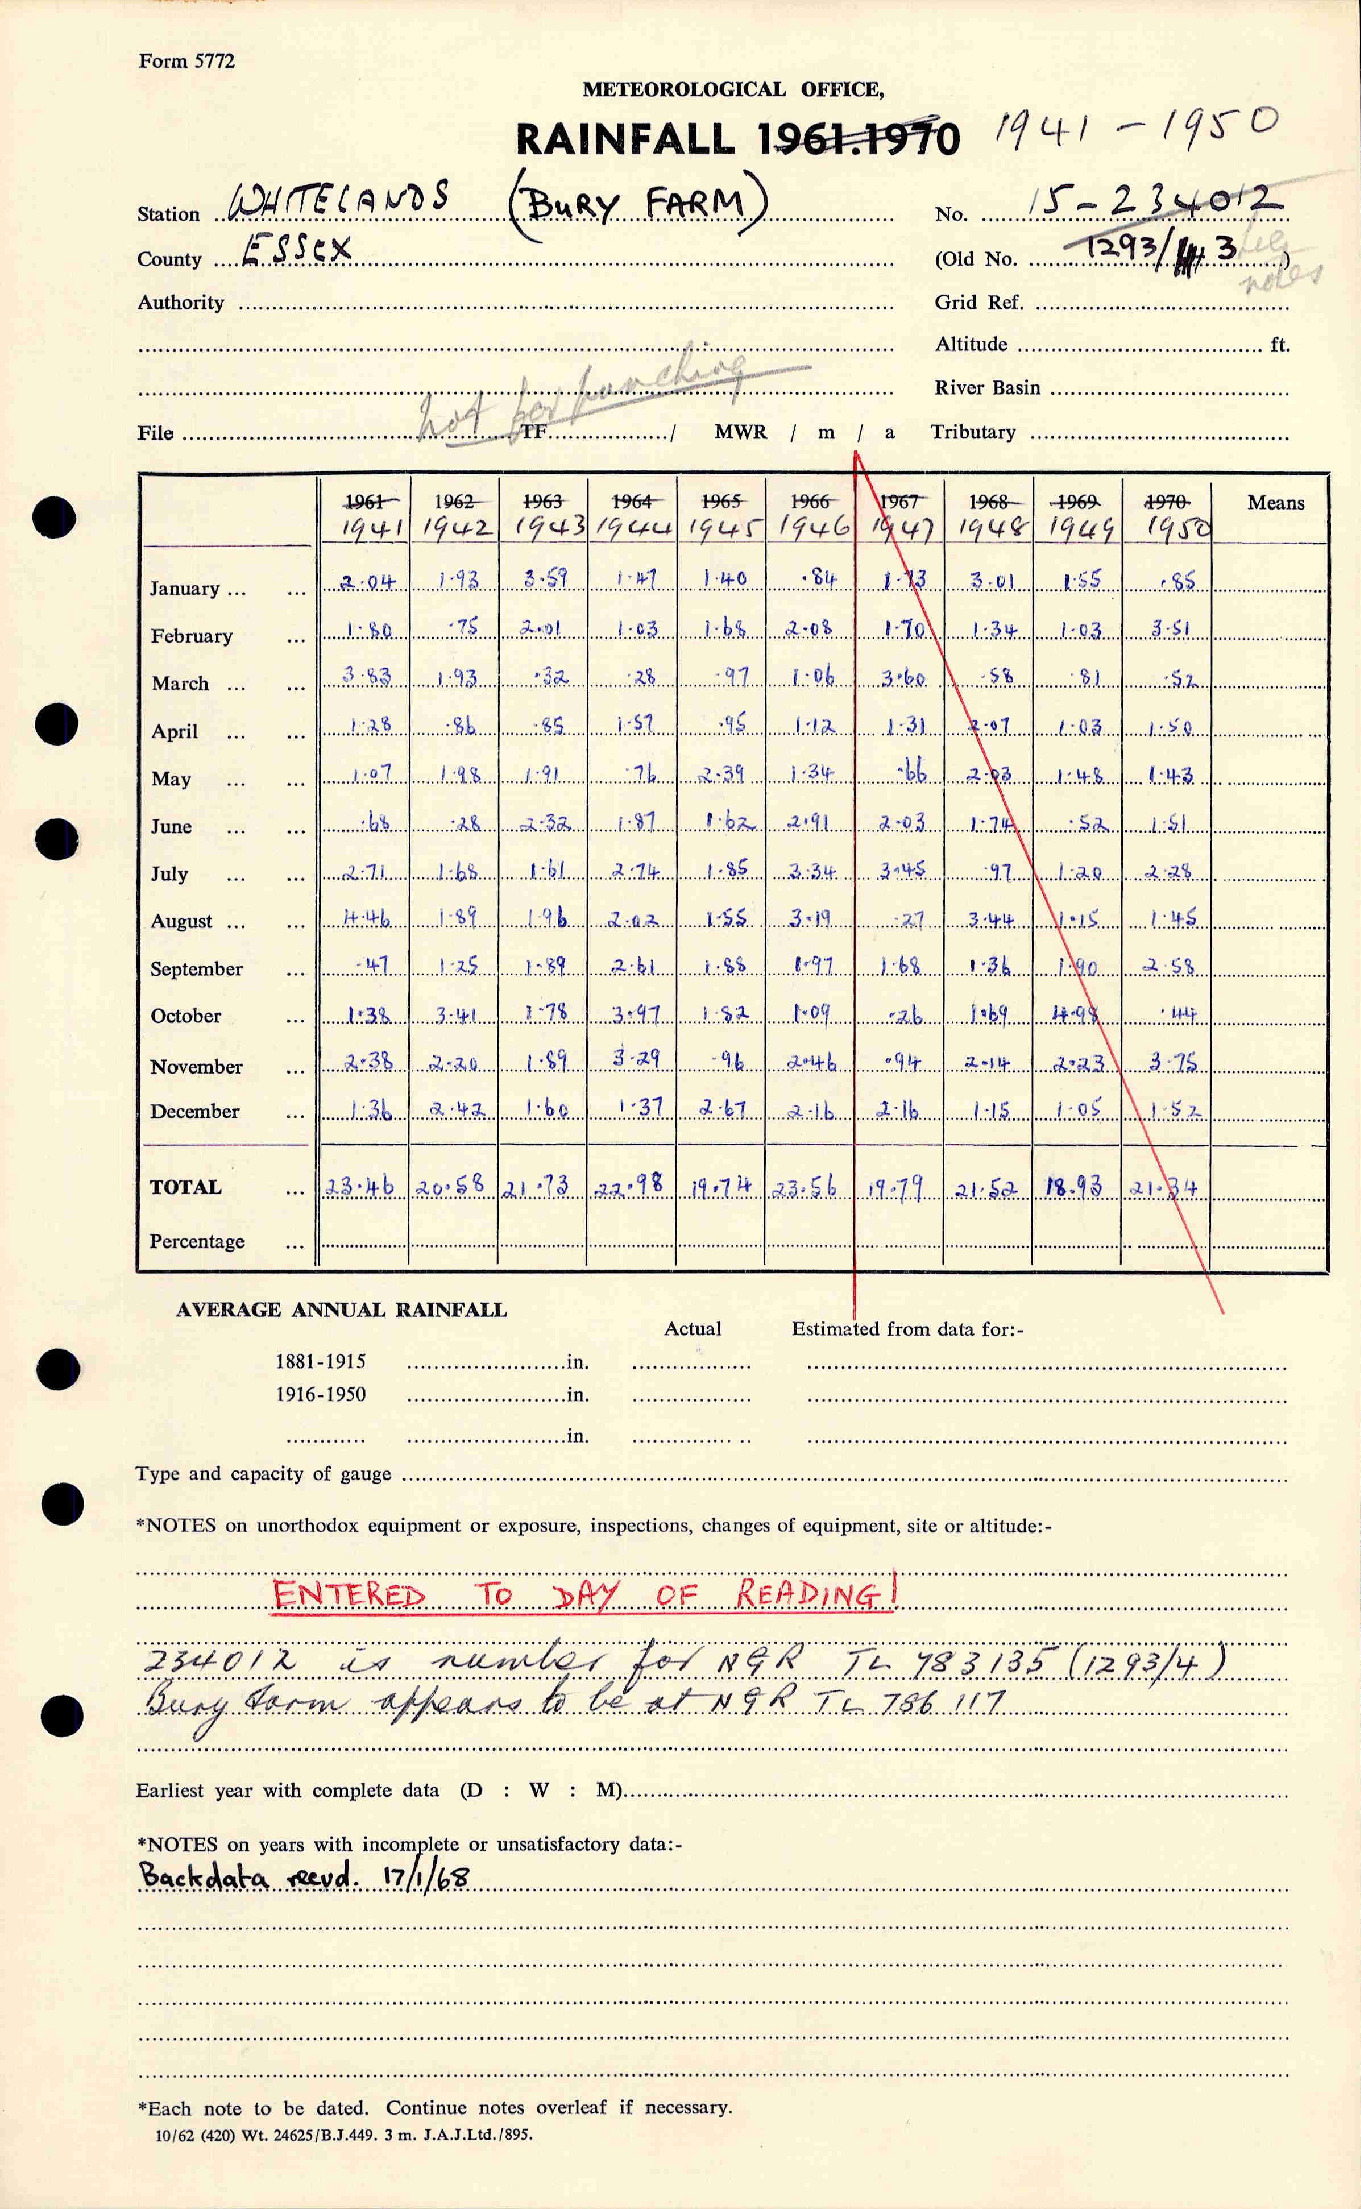 Form 5772
METEOROLOGICAL OFFICE,
RAINFALL 1961.1970 1941 - 1950
Station WHITELANDS (BURY FARM) No. 15-234012
County ESSEX (Old No. 1293/ 3 )
see
notes
Authority Grid Ref.
Altitude ft.
not for punching
River Basin
File TF / MWR / m / a Tributary
1961 1962 1963 1964 1965 1966 1967 1968 1969 1970 Means
1941 1942 1943 1944 1945 1946 1947 1948 1949 1950
January ... ... 2.04 1.93 3.59 1.47 1.40 .84 1.73 3.01 1.55 .85
February ... 1.80 .75 2.01 1.03 1.68 2.08 1.70 1.34 1.03 3.51
March ... ... 3.83 1.93 .32 .28 .97 1.06 3.60 .58 .81 .52
April ... ... 1.28 .86 .85 1.57 .95 1.12 1.31 2.07 1.03 1.50
May ... ... 1.07 1.98 1.91 .76 2.39 1.34 .66 2.03 1.48 1.43
June ... ... .68 .28 2.32 1.87 1.62 2.91 2.03 1.74 .52 1.51
July ... ... 2.71 1.68 1.61 2.74 1.85 3.34 3.45 .97 1.20 2.28
August ... ... 4.46 1.89 1.96 2.02 1.55 3.19 .27 3.44 1.15 1.45
September ... .47 1.25 1.89 2.61 1.88 1.97 1.68 1.36 1.90 2.58
October ... 1.38 3.41 1.78 3.97 1.82 1.09 .26 1.69 4.98 .44
November ... 2.38 2.20 1.89 3.29 .96 2.46 .94 2.14 2.23 3.75
December ... 1.36 2.42 1.60 1.37 2.67 2.16 2.16 1.15 1.05 1.52
TOTAL ... 23.46 20.58 21.73 22.98 19.74 23.56 19.79 21.52 18.93 21.34
Percentage ...
AVERAGE ANNUAL RAINFALL
Actual Estimated from data for:-
1881-1915 in.
1916-1950 in.
in.
Type and capacity of gauge
*NOTES on unorthodox equipment or exposure, inspections, changes of equipment, site or altitude:-
ENTERED TO DAY OF READING!
234012 is number for NGR TL 783135 (1293/4)
Bury Farm appears to be at NGR TL 786 117
Earliest year with complete data (D : W : M)
*NOTES on years with incomplete or unsatisfactory data:-
Backdata recvd. 17/1/68
*Each note to be dated. Continue notes overleaf if necessary.
10/62 (420) Wt. 24625/B.J.449. 3 m. J.A.J.Ltd./895.